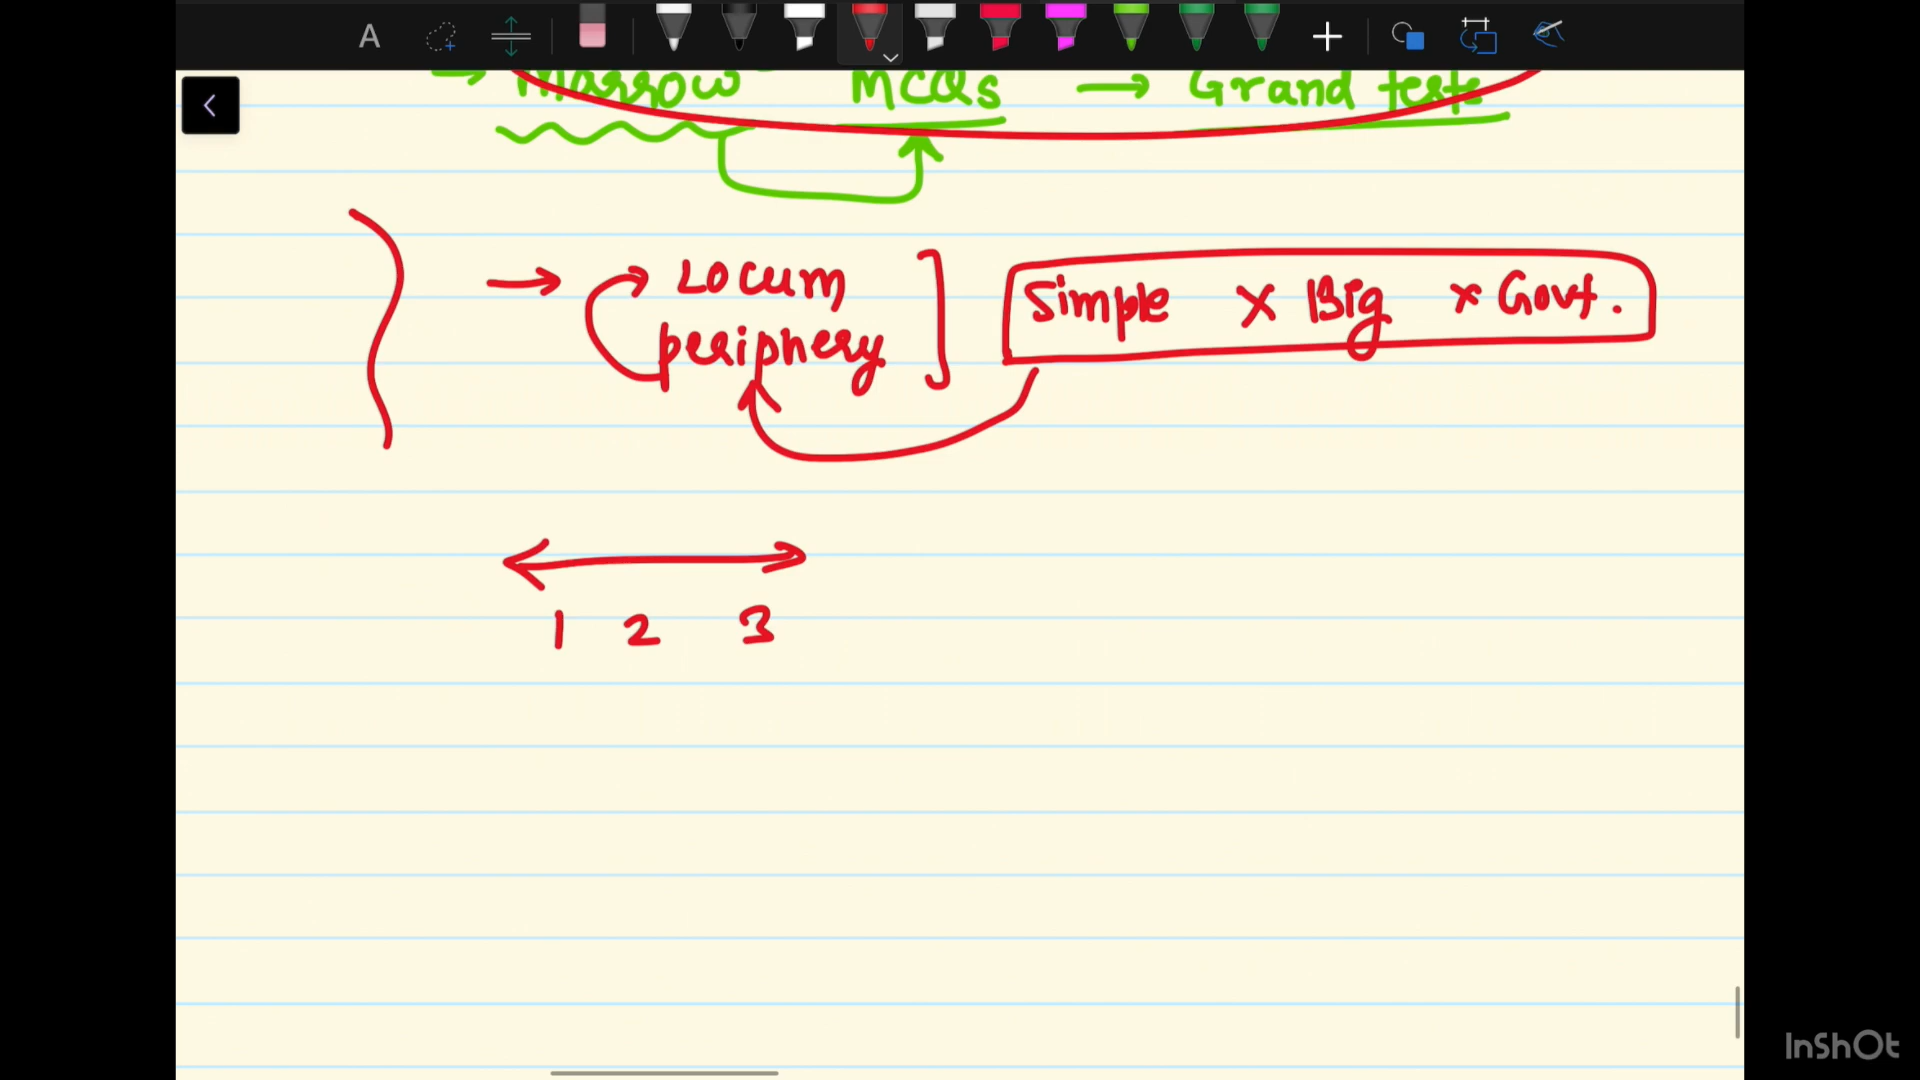 A
→ Marrow MCQs → Grand tests
→ Locum
periphery
Simple × Big × Govt.
1 2 3
InShOt